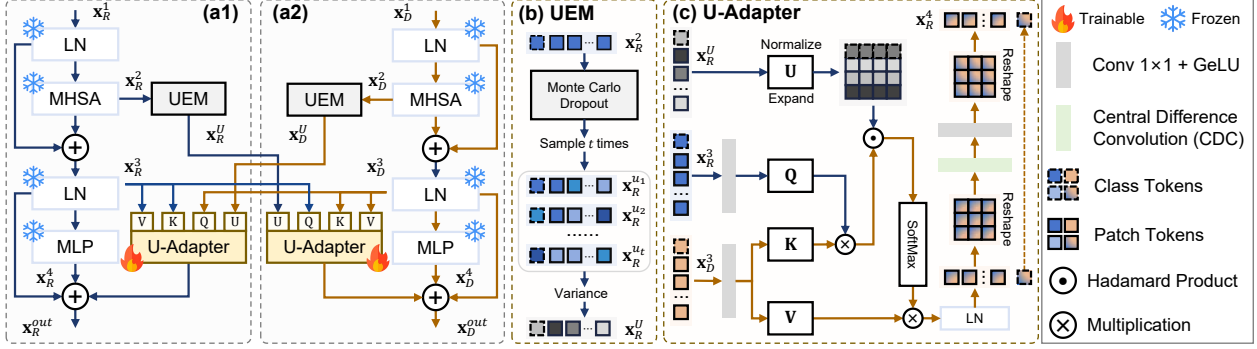 (a1)
x_R^1
LN
x_R^2
MHSA
UEM
x_R^U
x_R^3
LN
V K Q U
MLP
U-Adapter
x_R^4
x_R^{out}
(a2)
x_D^1
LN
x_D^2
UEM
MHSA
x_D^U
x_D^3
LN
U Q K V
U-Adapter
MLP
x_D^4
x_D^{out}
(b) UEM
x_R^2
Monte Carlo
Dropout
Sample t times
x_R^{u_1}
x_R^{u_2}
......
x_R^{u_t}
Variance
x_R^U
(c) U-Adapter
x_R^U
Normalize
U
Expand
x_R^3
Q
x_D^3
K
V
SoftMax
LN
Reshape
Reshape
x_R^4
Trainable
Frozen
Conv 1×1 + GeLU
Central Difference
Convolution (CDC)
Class Tokens
Patch Tokens
Hadamard Product
Multiplication